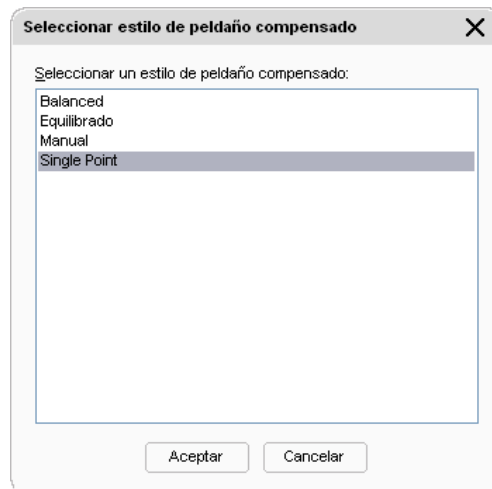 Seleccionar estilo de peldaño compensado
Seleccionar un estilo de peldaño compensado:
Balanced
Equilibrado
Manual
Single Point
Aceptar
Cancelar